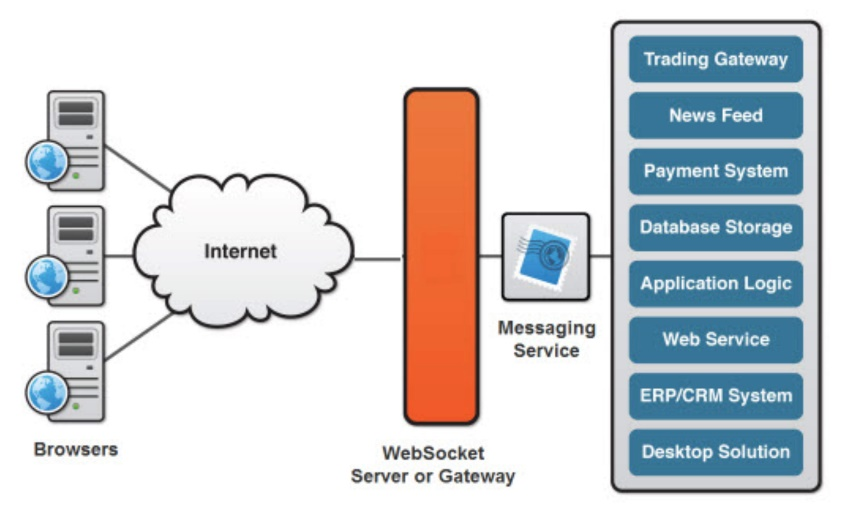 Browsers
Internet
WebSocket
Server or Gateway
Messaging
Service
Trading Gateway
News Feed
Payment System
Database Storage
Application Logic
Web Service
ERP/CRM System
Desktop Solution